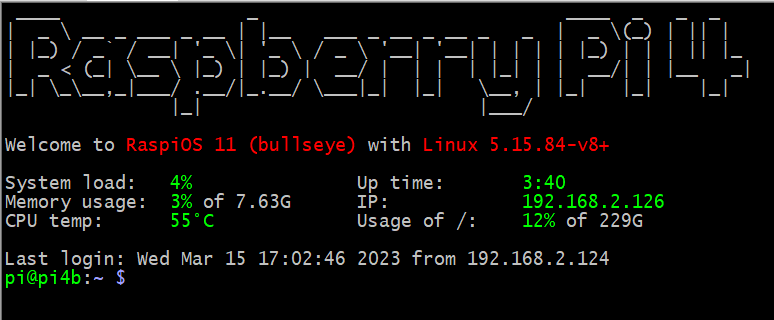 Raspberry Pi 4
Welcome to RaspiOS 11 (bullseye) with Linux 5.15.84-v8+
System load: 4% Up time: 3:40
Memory usage: 3% of 7.63G IP: 192.168.2.126
CPU temp: 55°C Usage of /: 12% of 229G
Last login: Wed Mar 15 17:02:46 2023 from 192.168.2.124
pi@pi4b:~ $